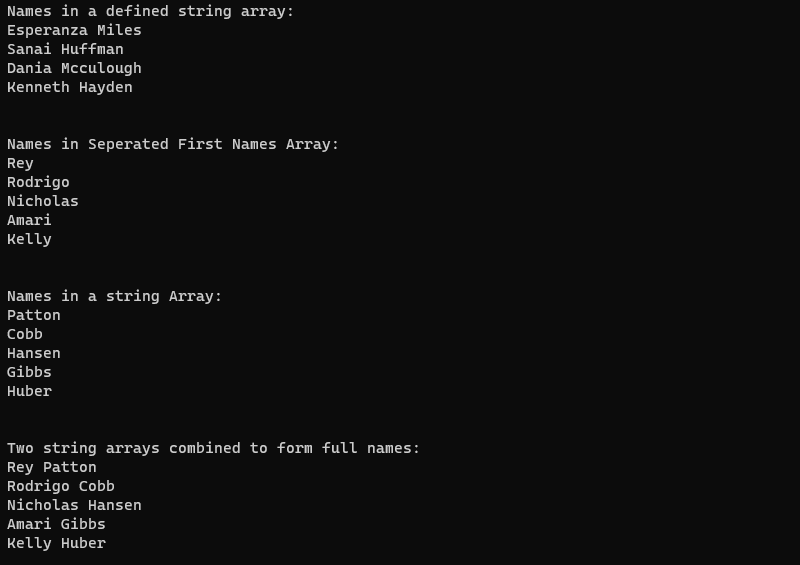 Names in a defined string array:
Esperanza Miles
Sanai Huffman
Dania Mcculough
Kenneth Hayden
Names in Seperated First Names Array:
Rey
Rodrigo
Nicholas
Amari
Kelly
Names in a string Array:
Patton
Cobb
Hansen
Gibbs
Huber
Two string arrays combined to form full names:
Rey Patton
Rodrigo Cobb
Nicholas Hansen
Amari Gibbs
Kelly Huber